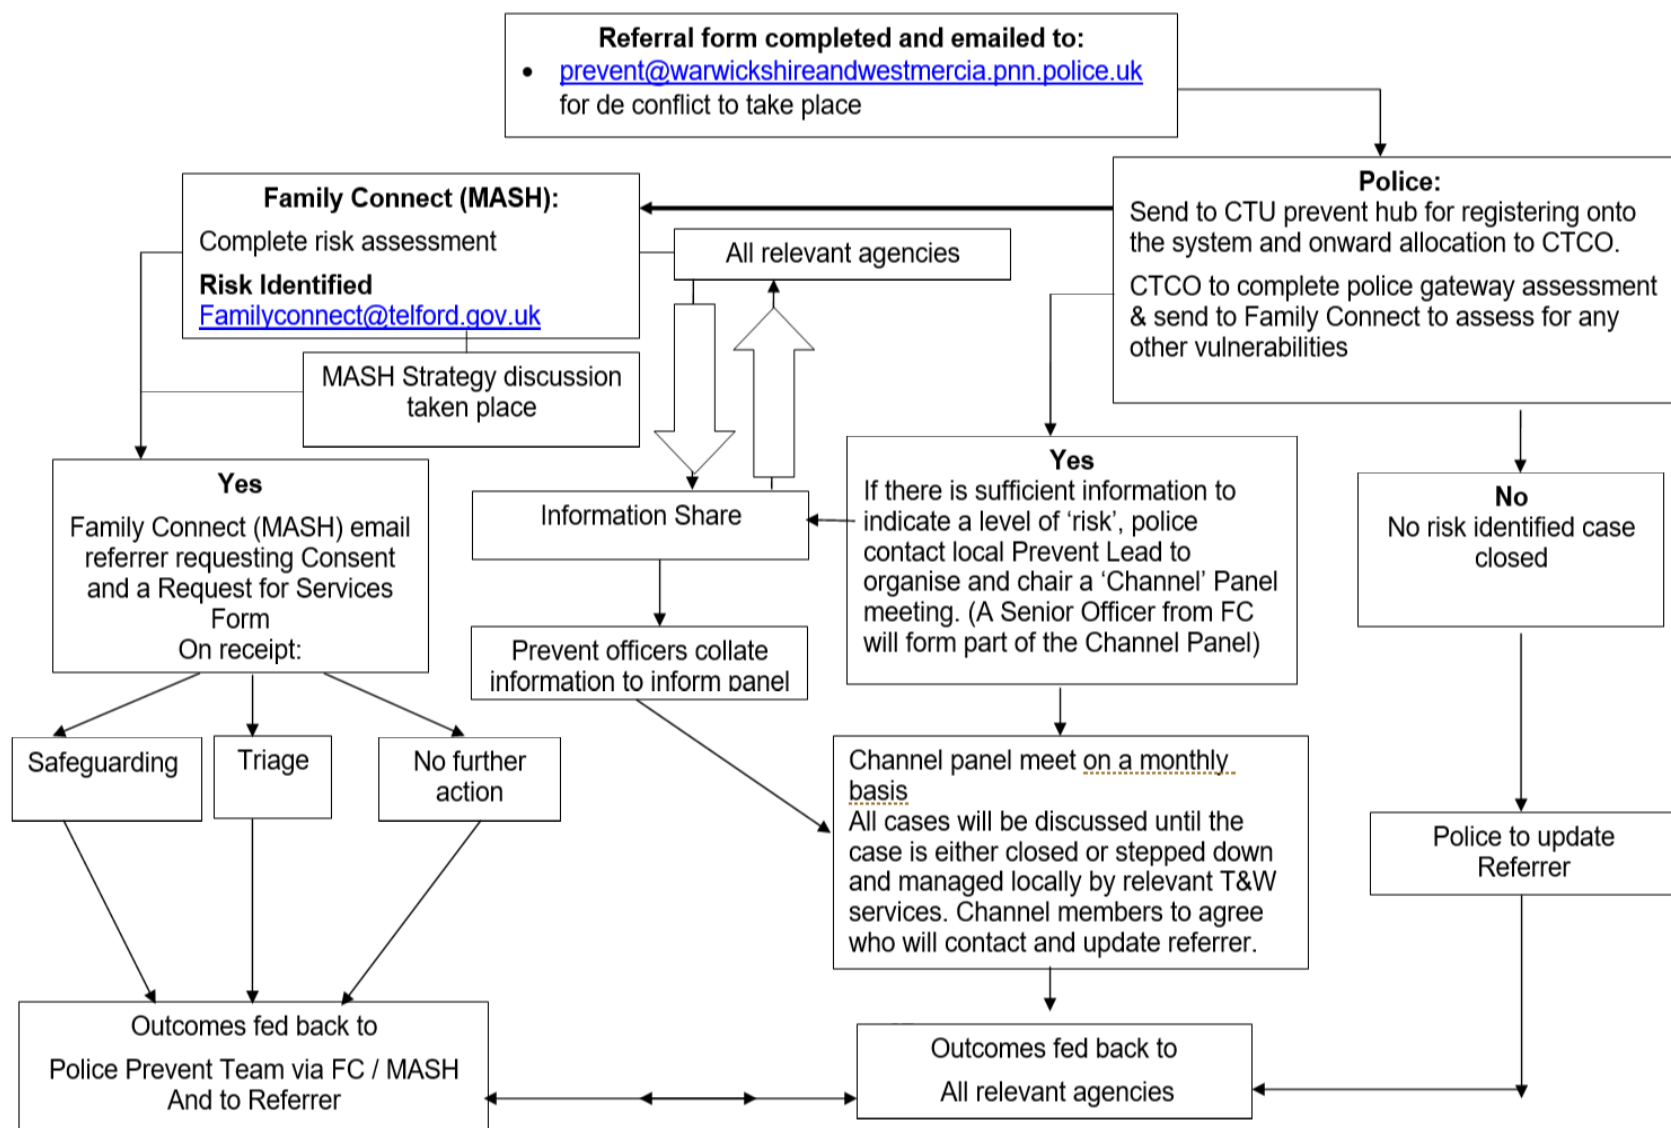 Referral form completed and emailed to:
• prevent@warwickshireandwestmercia.pnn.police.uk
for de conflict to take place
Police:
Send to CTU prevent hub for registering onto
the system and onward allocation to CTCO.
CTCO to complete police gateway assessment
& send to Family Connect to assess for any
other vulnerabilities
Family Connect (MASH):
Complete risk assessment
Risk Identified
Familyconnect@telford.gov.uk
All relevant agencies
MASH Strategy discussion
taken place
Yes
Family Connect (MASH) email
referrer requesting Consent
and a Request for Services
Form
On receipt:
Information Share
Yes
If there is sufficient information to
indicate a level of ‘risk’, police
contact local Prevent Lead to
organise and chair a ‘Channel’ Panel
meeting. (A Senior Officer from FC
will form part of the Channel Panel)
No
No risk identified case
closed
Prevent officers collate
information to inform panel
Safeguarding
Triage
No further
action
Channel panel meet on a monthly
basis
All cases will be discussed until the
case is either closed or stepped down
and managed locally by relevant T&W
services. Channel members to agree
who will contact and update referrer.
Police to update
Referrer
Outcomes fed back to
Police Prevent Team via FC / MASH
And to Referrer
Outcomes fed back to
All relevant agencies